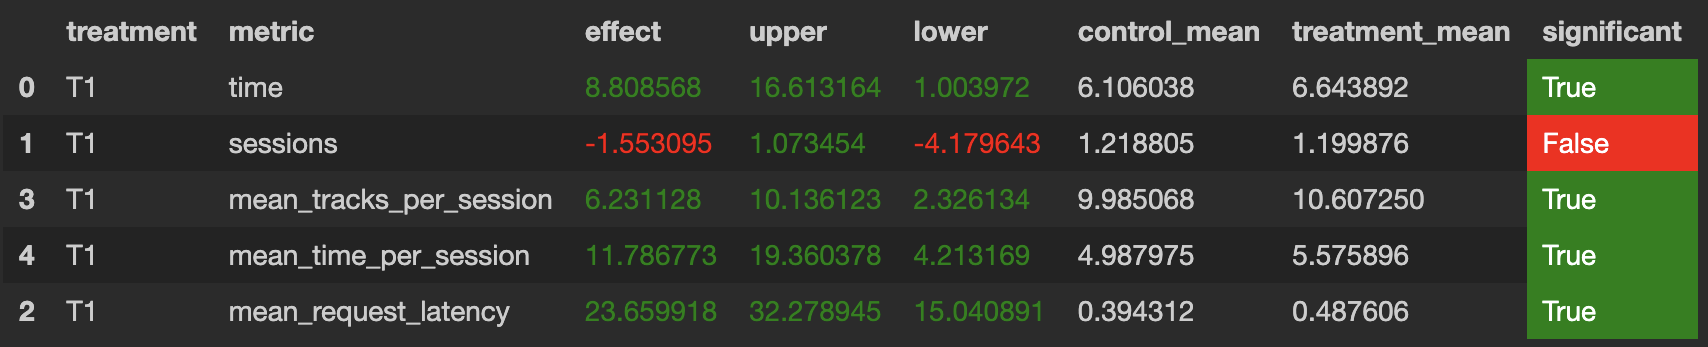 treatment metric effect upper lower control_mean treatment_mean significant
0 T1 time 8.808568 16.613164 1.003972 6.106038 6.643892 True
1 T1 sessions -1.553095 1.073454 -4.179643 1.218805 1.199876 False
3 T1 mean_tracks_per_session 6.231128 10.136123 2.326134 9.985068 10.607250 True
4 T1 mean_time_per_session 11.786773 19.360378 4.213169 4.987975 5.575896 True
2 T1 mean_request_latency 23.659918 32.278945 15.040891 0.394312 0.487606 True